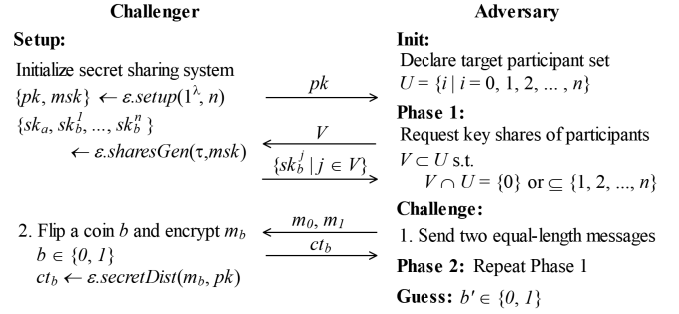 Challenger
Adversary
Setup:
Init:
Initialize secret sharing system
Declare target participant set
{pk, msk} ← ε.setup(1^λ, n)
pk
U = {i | i = 0, 1, 2, ... , n}
{sk_a, sk_b^1, ..., sk_b^n }
Phase 1:
V
Request key shares of participants
← ε.sharesGen(τ,msk)
{sk_b^j | j ∈ V}
V ⊂ U s.t.
V ∩ U = {0} or ⊆ {1, 2, ..., n}
Challenge:
2. Flip a coin b and encrypt m_b
m_0, m_1
1. Send two equal-length messages
b ∈ {0, 1}
ct_b
Phase 2: Repeat Phase 1
ct_b ← ε.secretDist(m_b, pk)
Guess: b′ ∈ {0, 1}